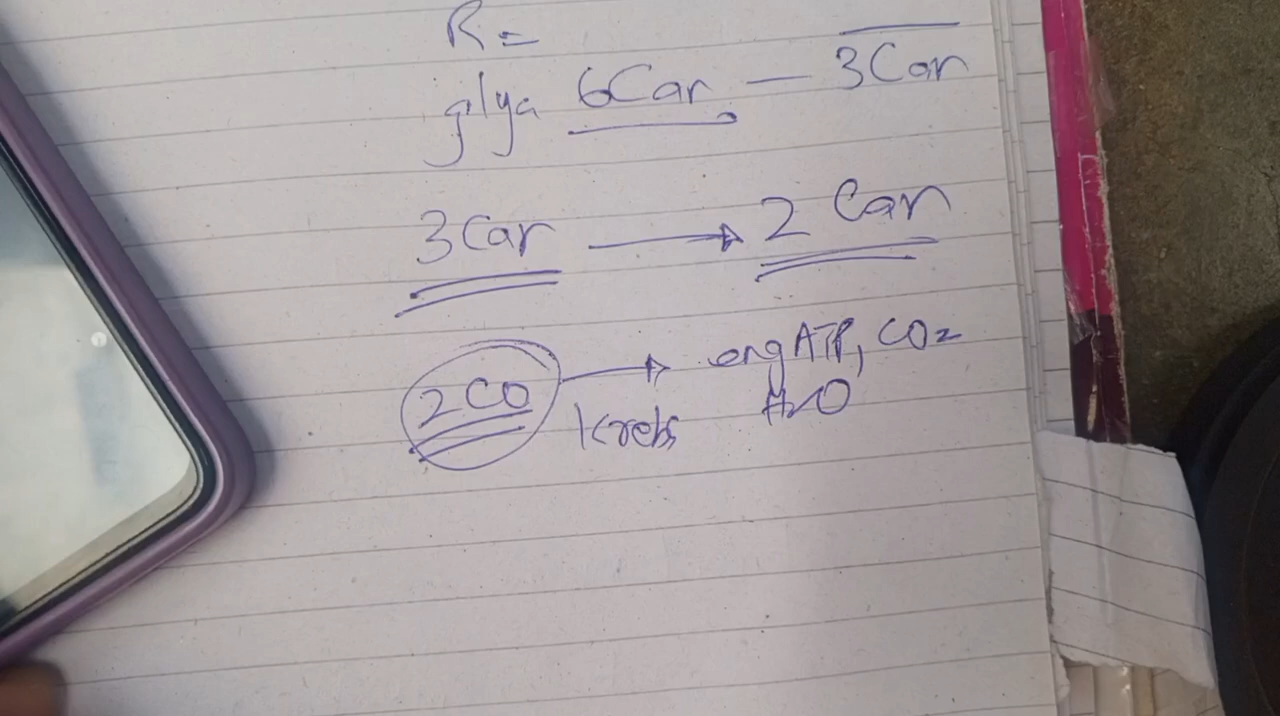 R=
glya 6Car — 3Car
3Car → 2 Car
2CO → eng ATP, CO2
Krebs H2O